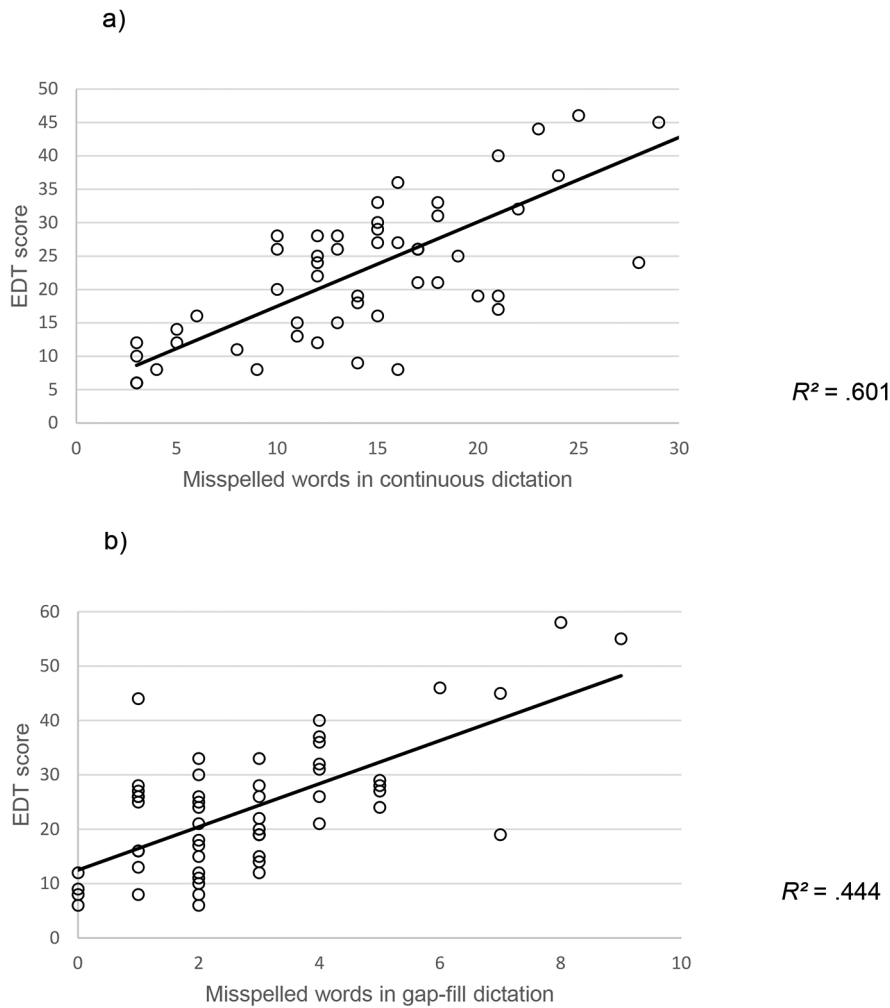 a)
50
45
40
35
30
25
20
15
10
5
0
EDT score
0 5 10 15 20 25 30
Misspelled words in continuous dictation
R² = .601
b)
60
50
40
30
20
10
0
EDT score
0 2 4 6 8 10
Misspelled words in gap-fill dictation
R² = .444